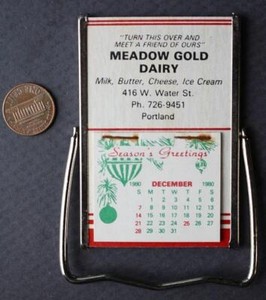 "TURN THIS OVER AND
MEET A FRIEND OF OURS"
MEADOW GOLD
DAIRY
Milk, Butter, Cheese, Ice Cream
416 W. Water St.
Ph. 726-9451
Portland
Season's Greetings
1980 DECEMBER 1980
S M T W T F S
1 2 3 4 5 6
7 8 9 10 11 12 13
14 15 16 17 18 19 20
21 22 23 24 25 26 27
28 29 30 31